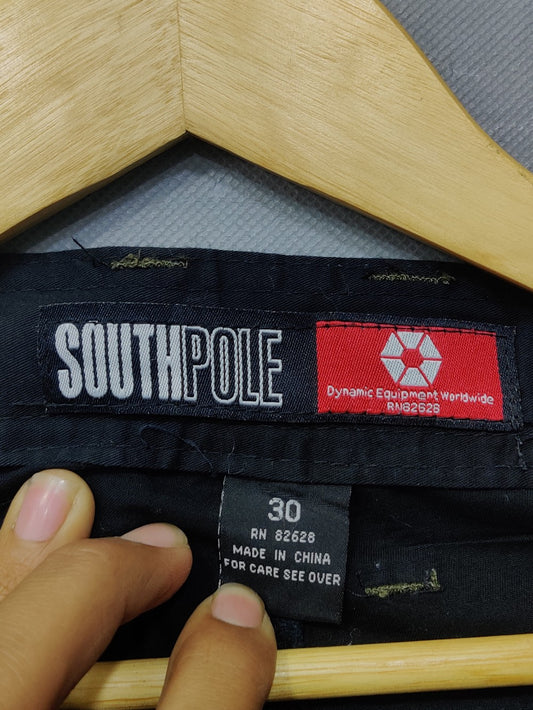 SOUTHPOLE
Dynamic Equipment Worldwide
RN82628
30
RN 82628
MADE IN CHINA
FOR CARE SEE OVER